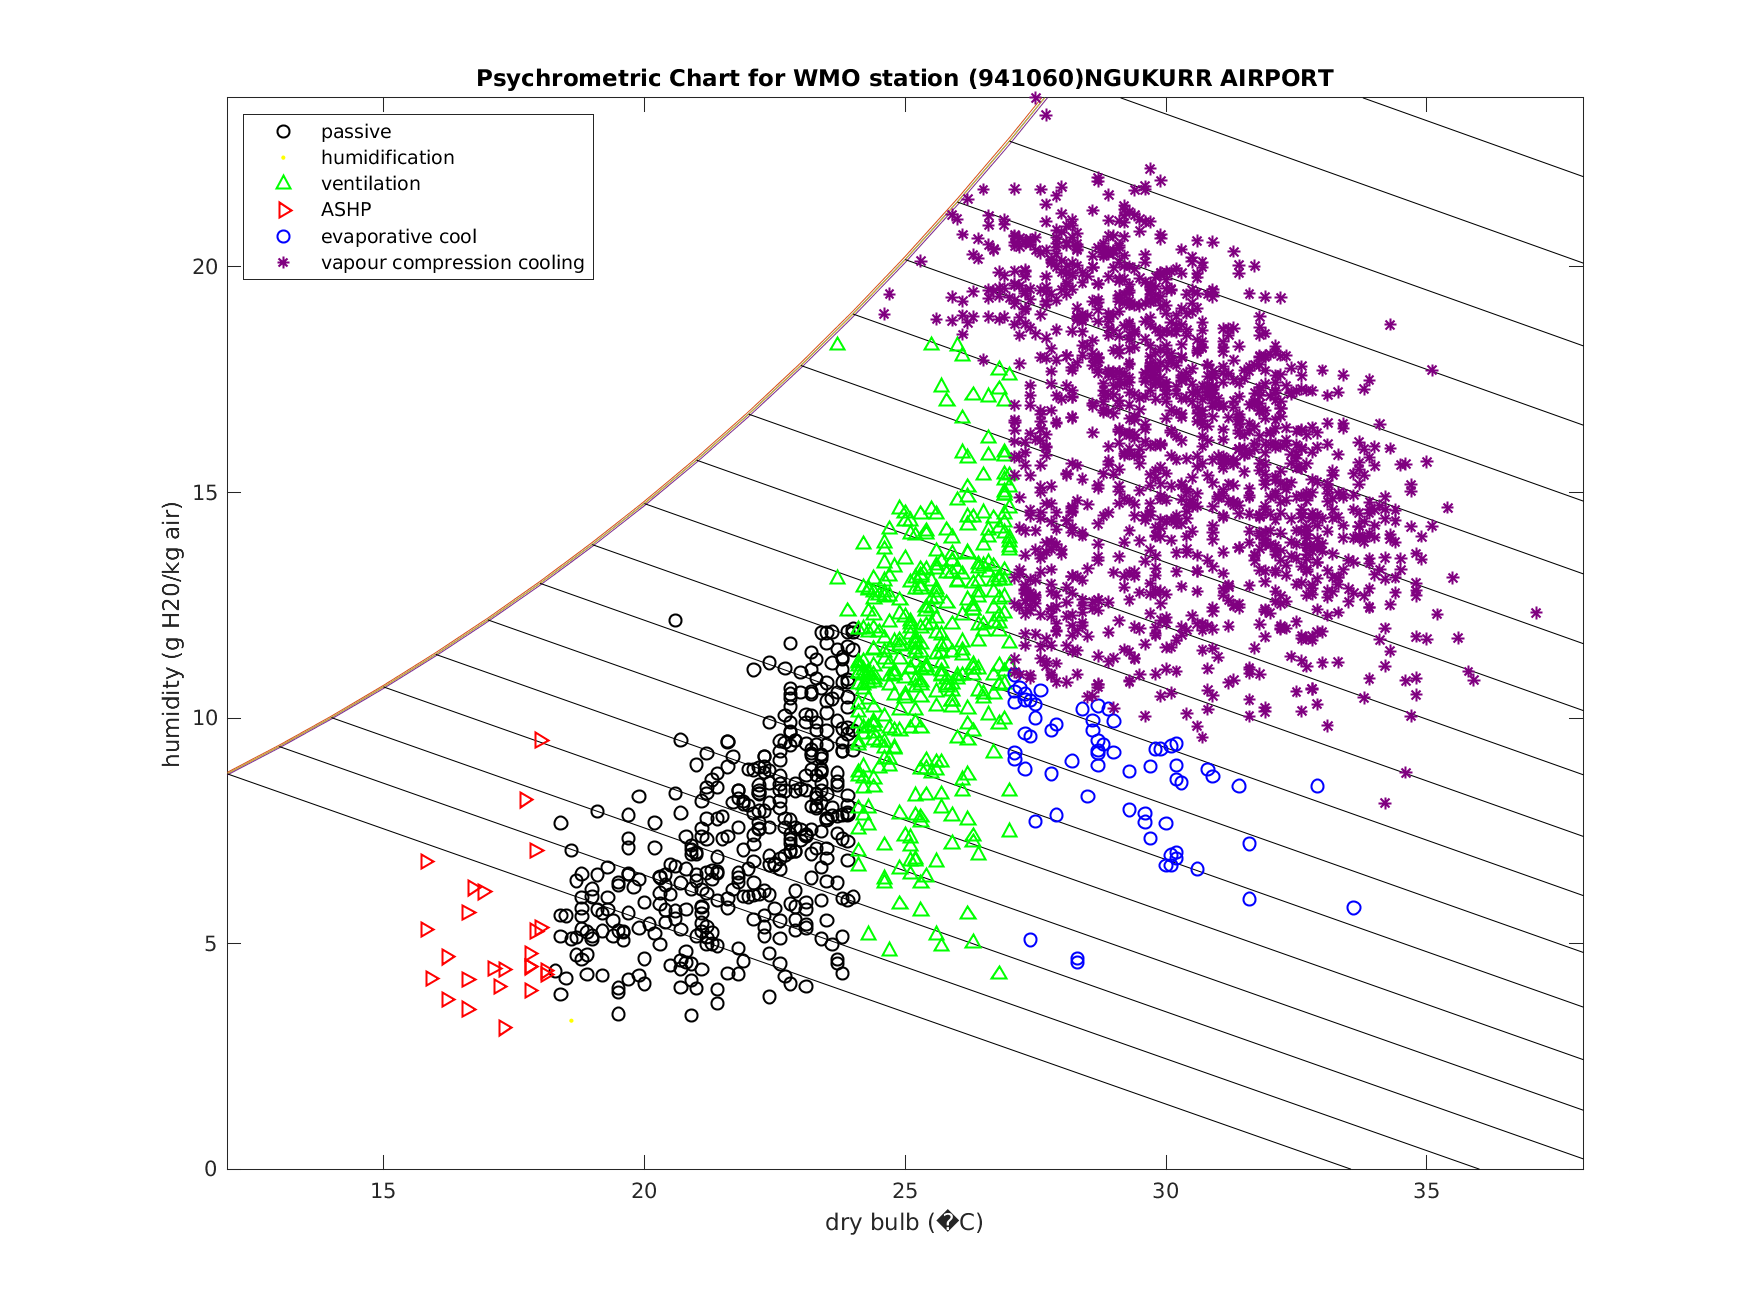 Psychrometric Chart for WMO station (941060)NGUKURR AIRPORT
passive
humidification
ventilation
ASHP
evaporative cool
vapour compression cooling
humidity (g H20/kg air)
20
15
10
5
0
15 20 25 30 35
dry bulb (�C)